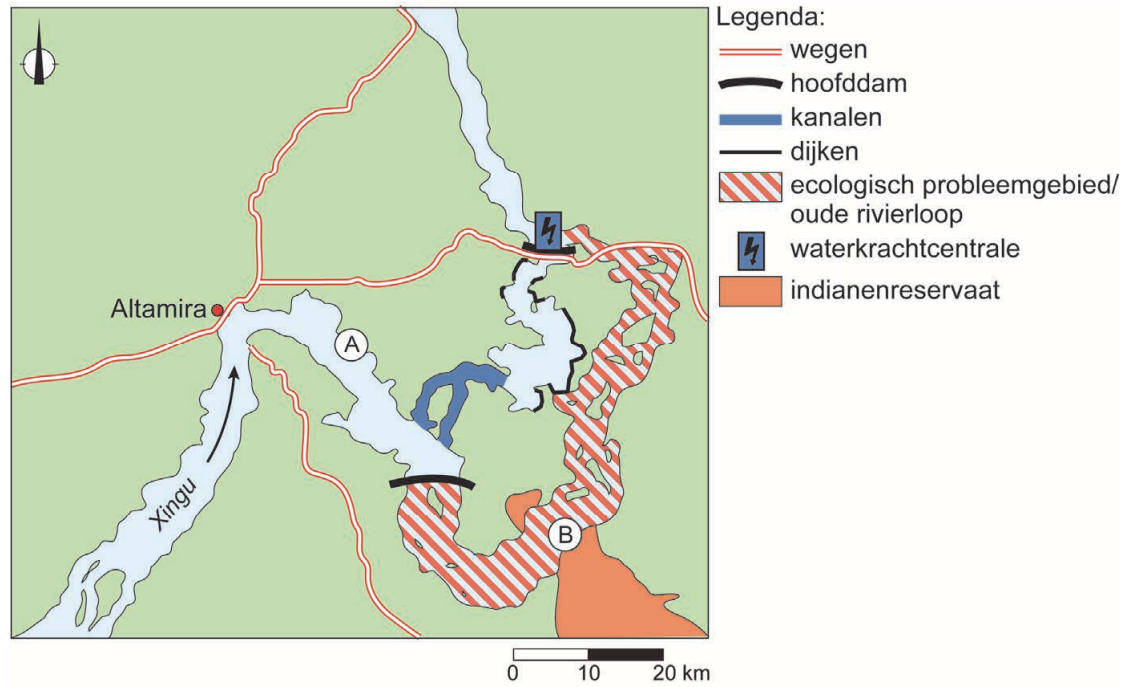 Legenda:
wegen
hoofddam
kanalen
dijken
ecologisch probleemgebied/
oude rivierloop
waterkrachtcentrale
indianenreservaat
Altamira
A
Xingu
B
0 10 20 km